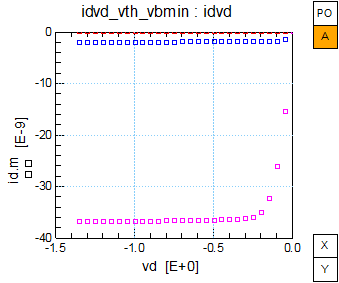 idvd_vth_vbmin : idvd
PO
A
0
-10
-20
-30
-40
id.m [E-9]
-1.5
-1.0
-0.5
0.0
vd [E+0]
X
Y